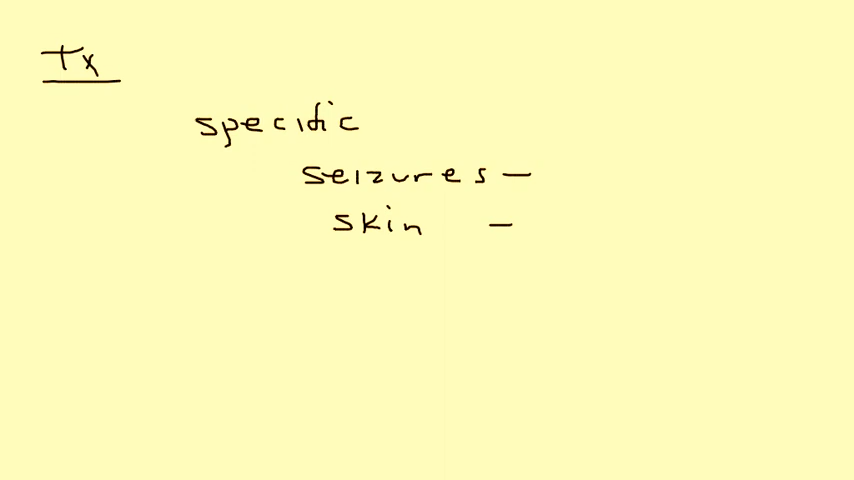 Tx
specific
seizures -
skin -